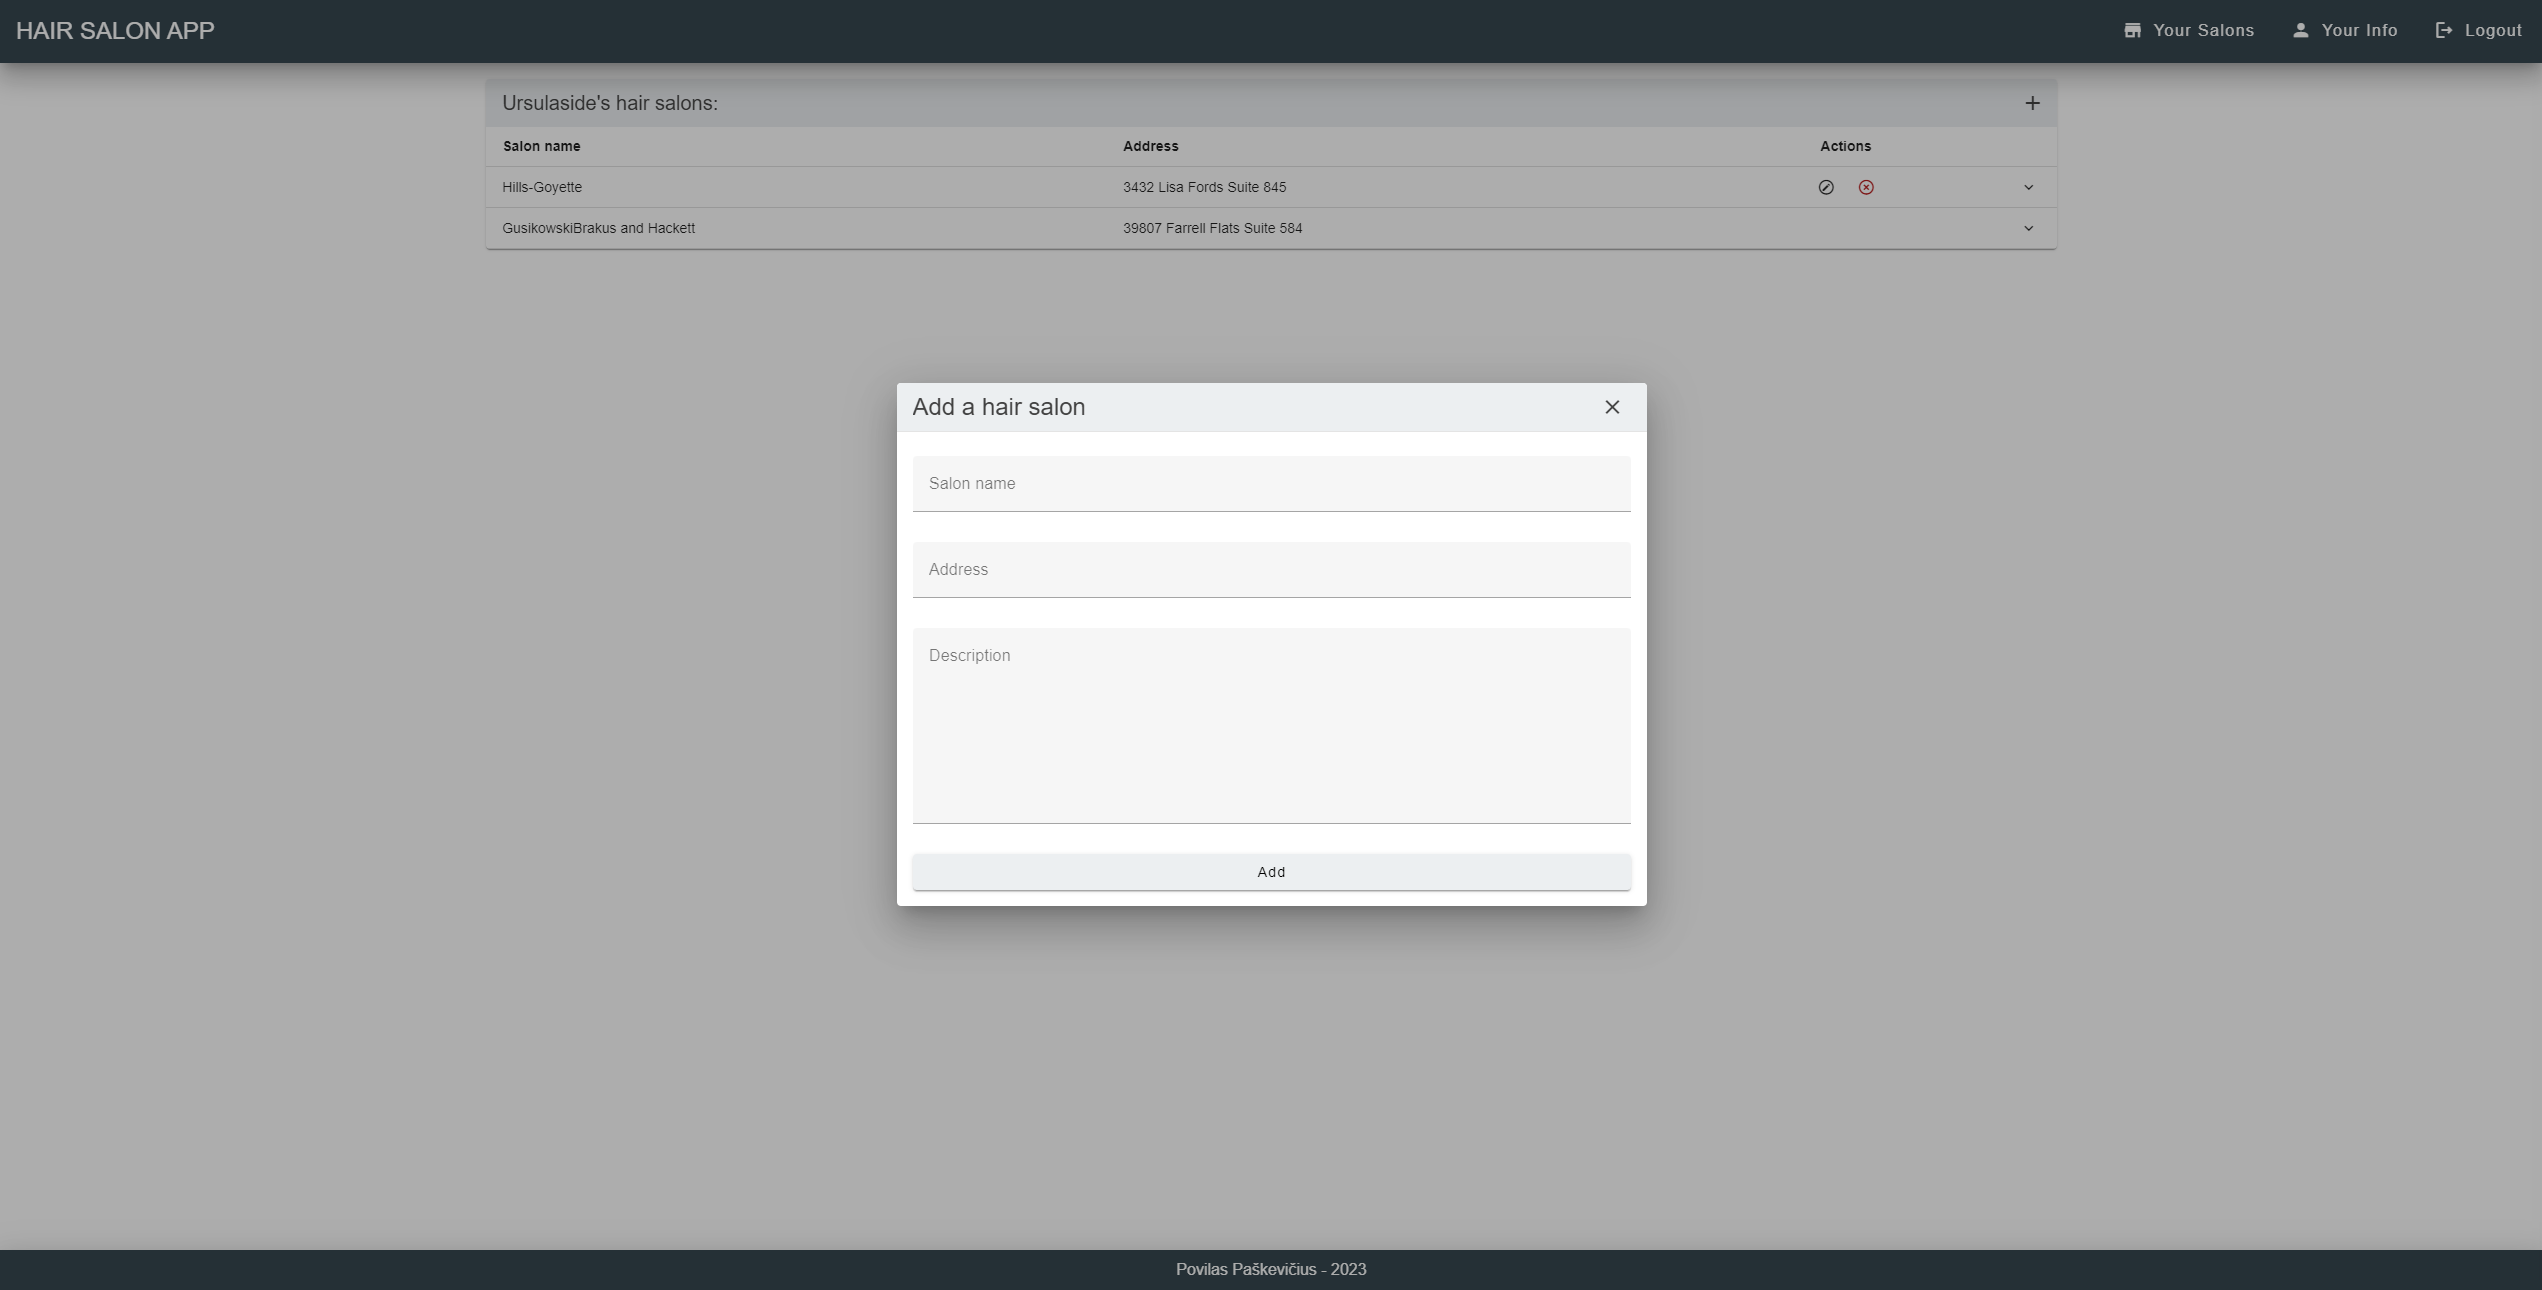 HAIR SALON APP
Your Salons
Your Info
Logout
Ursulaside's hair salons:
Salon name Address Actions
Hills-Goyette 3432 Lisa Fords Suite 845
GusikowskiBrakus and Hackett 39807 Farrell Flats Suite 584
Add a hair salon
Salon name
Address
Description
Add
Povilas Paškevičius - 2023